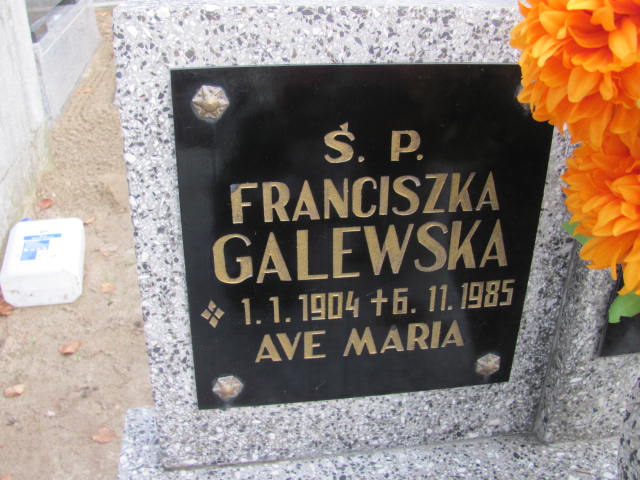 Ś. P.
FRANCISZKA
GALEWSKA
1. 1. 1904 + 6. 11. 1985
AVE MARIA